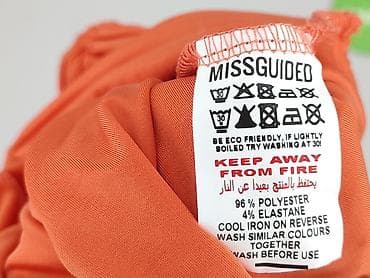 MISSGUIDED
BE ECO FRIENDLY, IF LIGHTLY
SOILED TRY WASHING AT 30!
KEEP AWAY
FROM FIRE
يحتفظ بالمنتج بعيدا عن النار
96 % POLYESTER
4% ELASTANE
COOL IRON ON REVERSE
WASH SIMILAR COLOURS
TOGETHER
WASH BEFORE USE